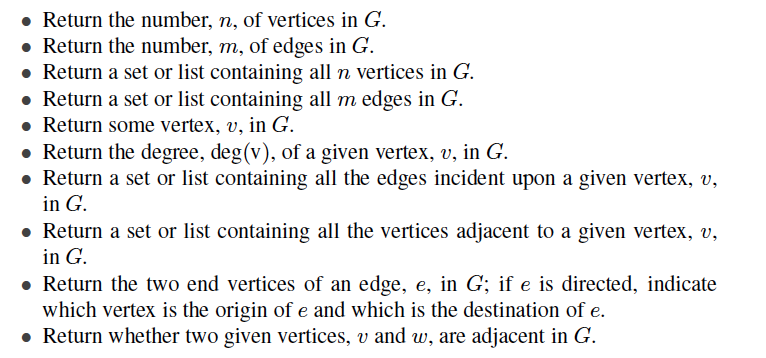 • Return the number, n, of vertices in G.
• Return the number, m, of edges in G.
• Return a set or list containing all n vertices in G.
• Return a set or list containing all m edges in G.
• Return some vertex, v, in G.
• Return the degree, deg(v), of a given vertex, v, in G.
• Return a set or list containing all the edges incident upon a given vertex, v,
in G.
• Return a set or list containing all the vertices adjacent to a given vertex, v,
in G.
• Return the two end vertices of an edge, e, in G; if e is directed, indicate
which vertex is the origin of e and which is the destination of e.
• Return whether two given vertices, v and w, are adjacent in G.